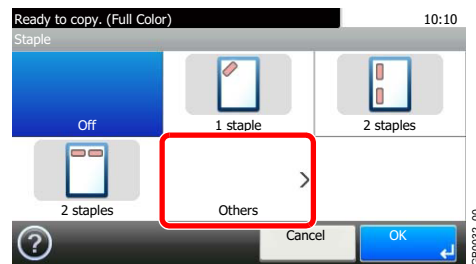 Ready to copy. (Full Color) 10:10
Staple
Off 1 staple 2 staples
2 staples Others
? Cancel OK